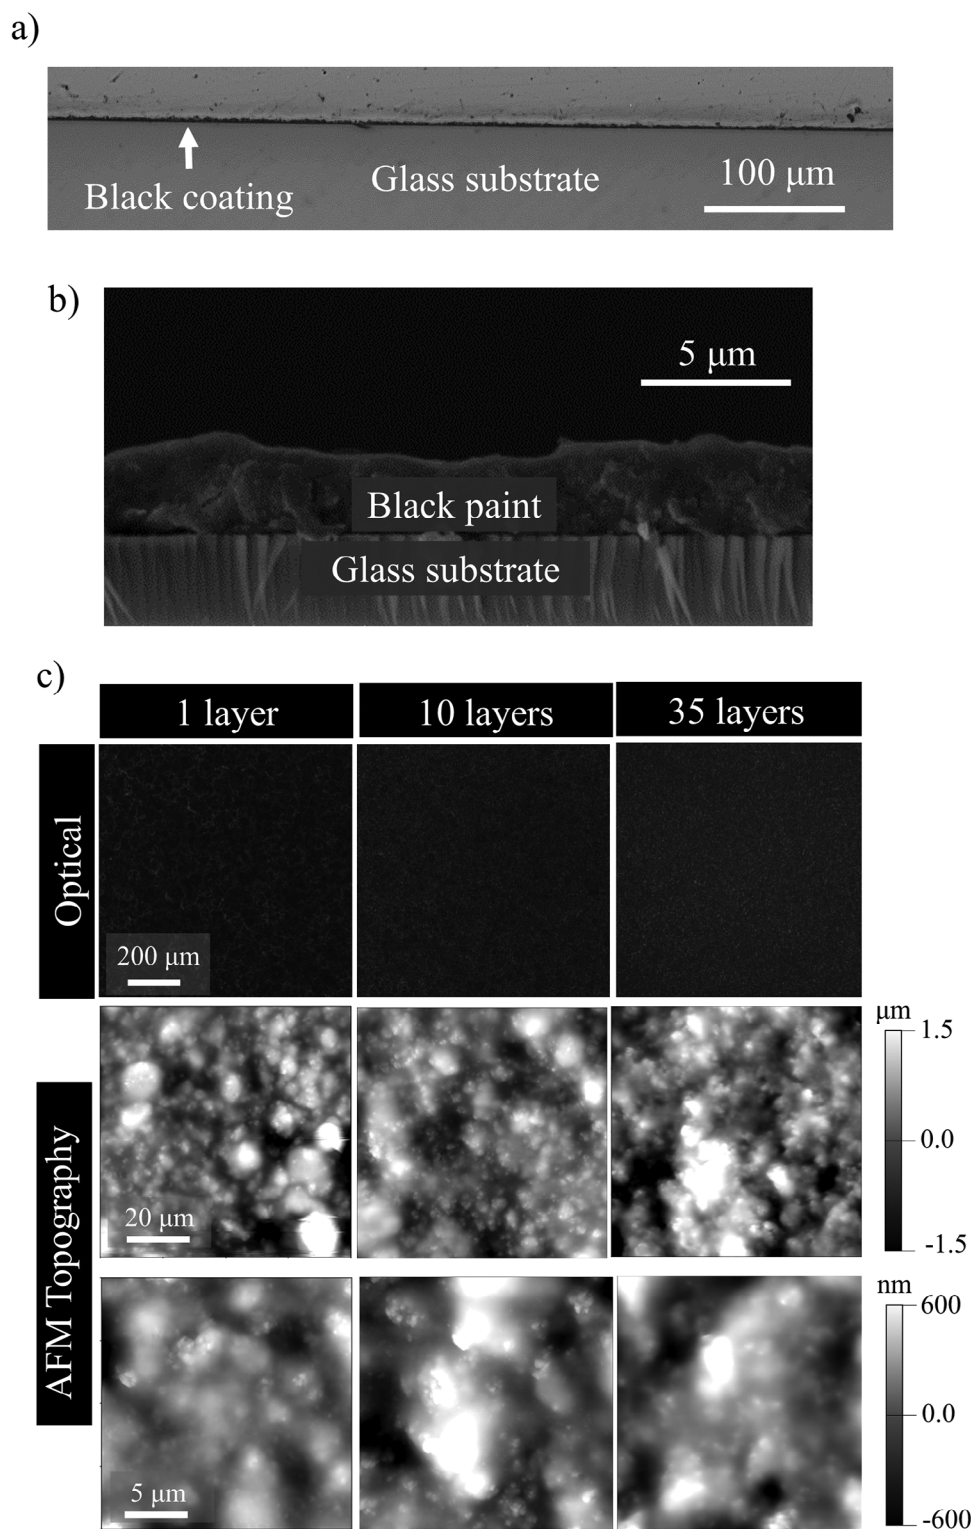 a)
Black coating
Glass substrate
100 μm
b)
5 μm
Black paint
Glass substrate
c)
1 layer
10 layers
35 layers
Optical
200 μm
AFM Topography
20 μm
μm
1.5
0.0
-1.5
5 μm
nm
600
0.0
-600